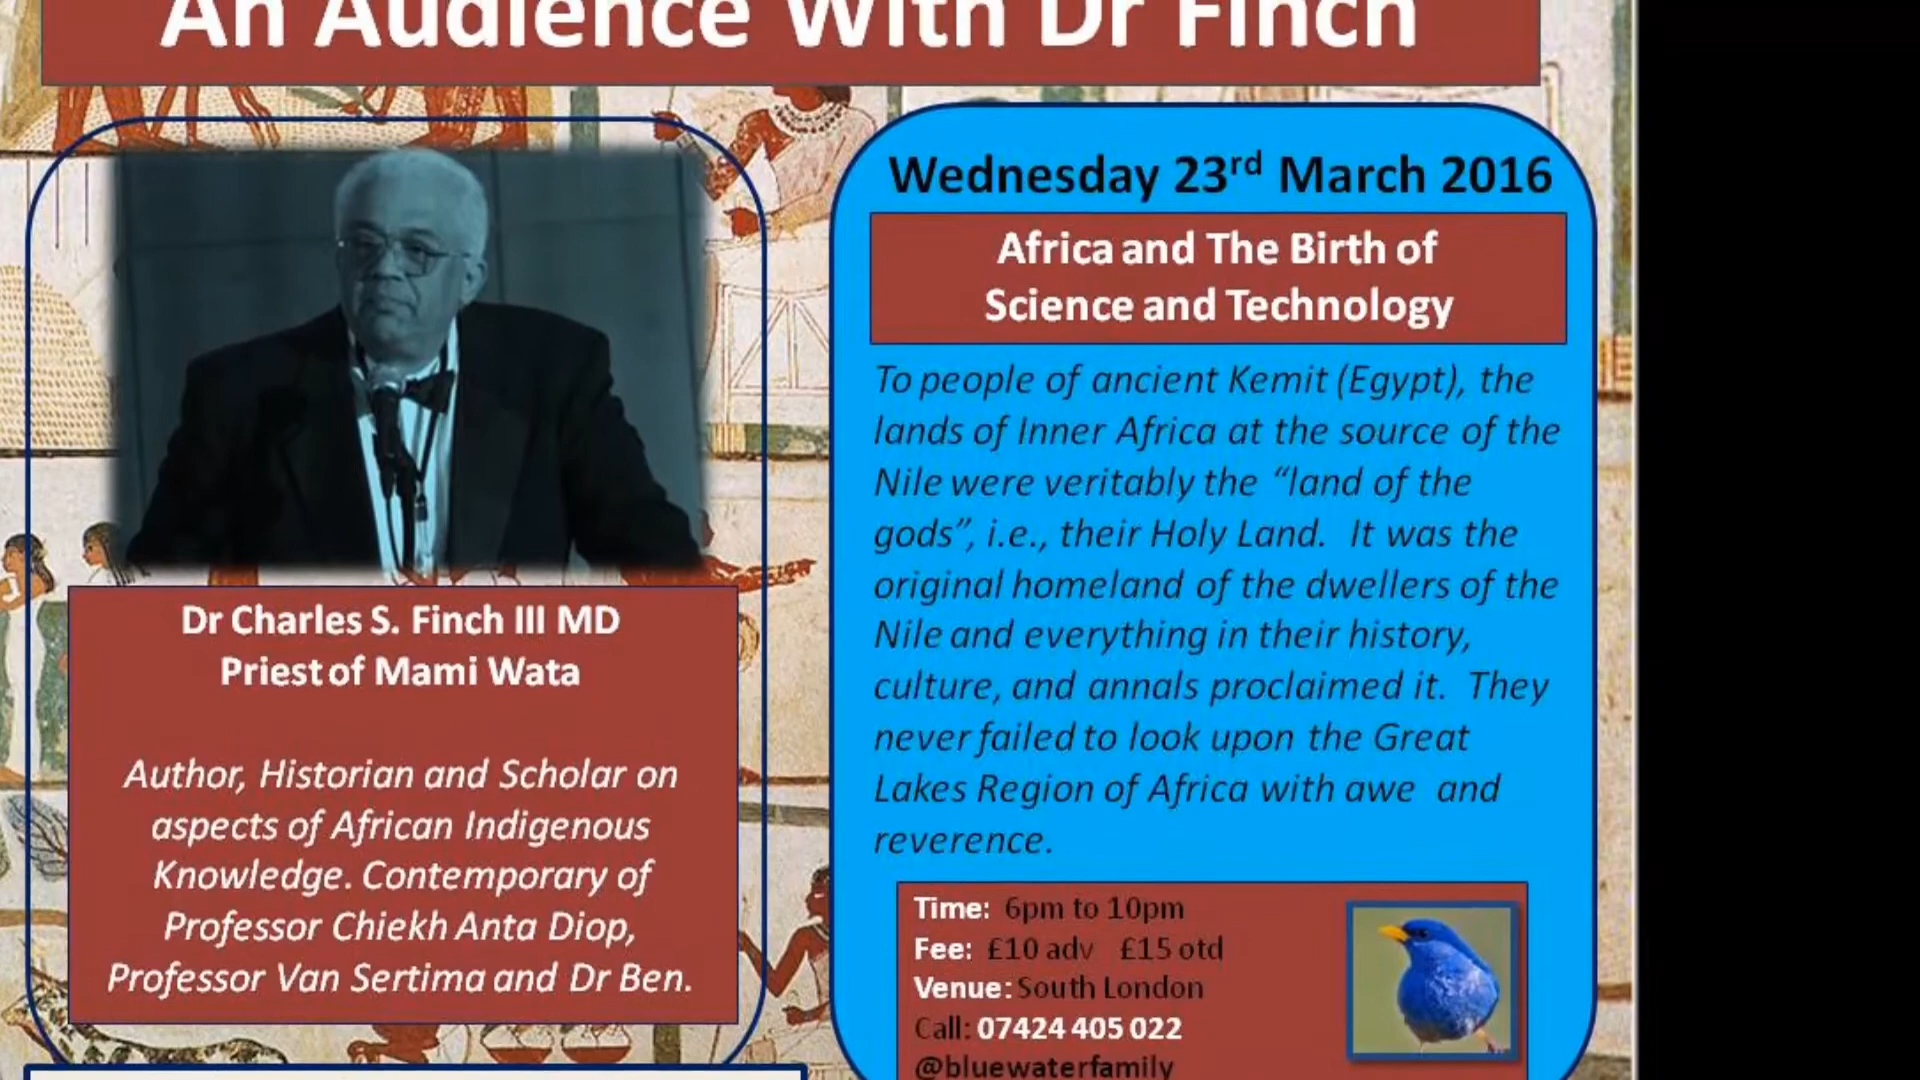 An Audience With Dr Finch
Dr Charles S. Finch III MD
Priest of Mami Wata
Author, Historian and Scholar on
aspects of African Indigenous
Knowledge. Contemporary of
Professor Chiekh Anta Diop,
Professor Van Sertima and Dr Ben.
Wednesday 23rd March 2016
Africa and The Birth of
Science and Technology
To people of ancient Kemit (Egypt), the
lands of Inner Africa at the source of the
Nile were veritably the “land of the
gods”, i.e., their Holy Land. It was the
original homeland of the dwellers of the
Nile and everything in their history,
culture, and annals proclaimed it. They
never failed to look upon the Great
Lakes Region of Africa with awe and
reverence.
Time: 6pm to 10pm
Fee: £10 adv £15 otd
Venue: South London
Call: 07424 405 022
@bluewaterfamily